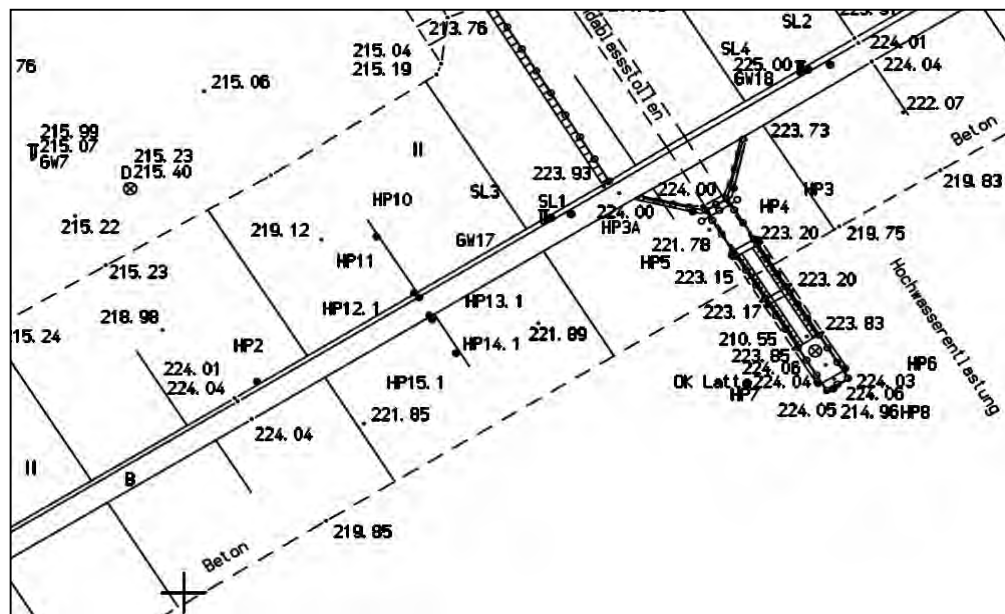 213.76
SL2
224.01
215.04
215.19
SL4
225.00
GW18
224.04
76
215.06
222.07
ndablassstollen
215.99
215.07
GW7
215.23
D
215.40
II
223.73
Beton
223.93
SL3
SL1
224.00
224.00
HP3
HP4
219.83
HP10
215.22
219.12
GW17
HP3A
221.78
223.20
219.75
HP11
HP5
215.23
223.15
223.20
HP12.1
HP13.1
223.17
Hochwasserentlastung
15.24
218.98
221.89
210.55
223.83
HP2
HP14.1
223.85
224.06
HP6
224.01
224.04
HP15.1
OK Latt
224.04
224.03
HP7
224.06
224.05
214.96
HP8
224.04
221.85
II
B
219.85
Beton